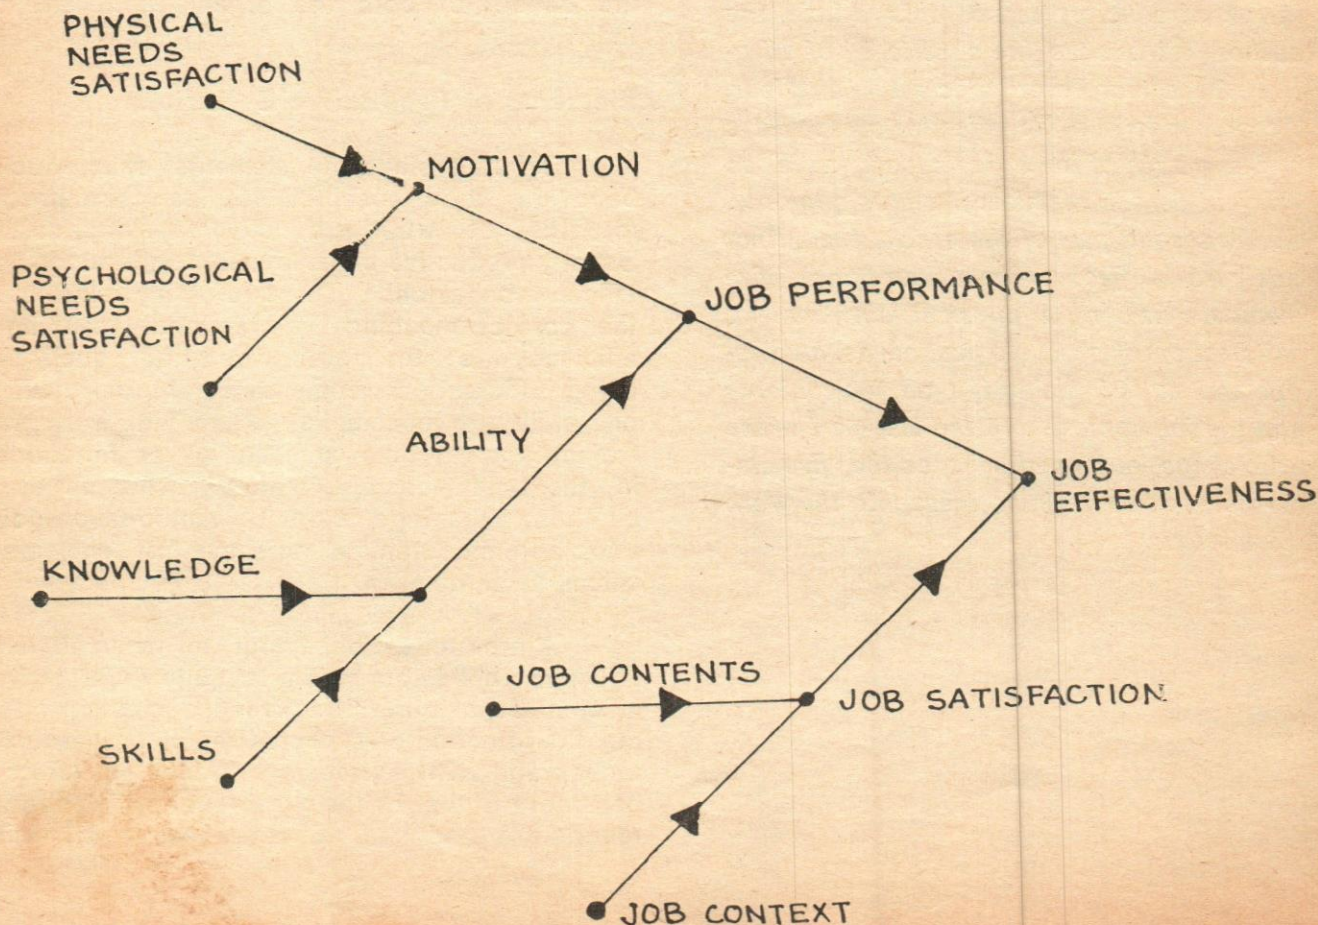 PHYSICAL
NEEDS
SATISFACTION
MOTIVATION
PSYCHOLOGICAL
NEEDS
SATISFACTION
JOB PERFORMANCE
ABILITY
JOB
EFFECTIVENESS
KNOWLEDGE
JOB CONTENTS
JOB SATISFACTION
SKILLS
JOB CONTEXT